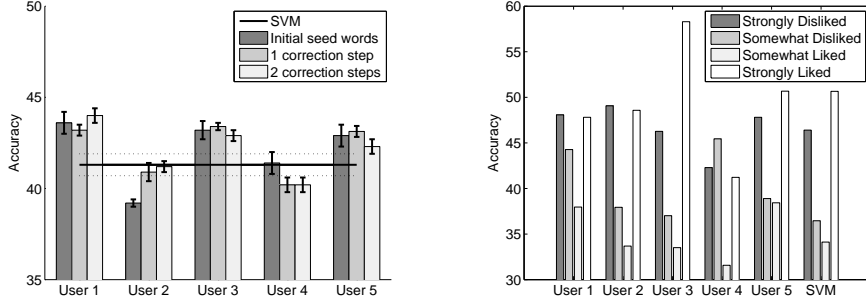 50
45
40
35
Accuracy
SVM
Initial seed words
1 correction step
2 correction steps
User 1 User 2 User 3 User 4 User 5
60
55
50
45
40
35
30
Accuracy
Strongly Disliked
Somewhat Disliked
Somewhat Liked
Strongly Liked
User 1 User 2 User 3 User 4 User 5 SVM